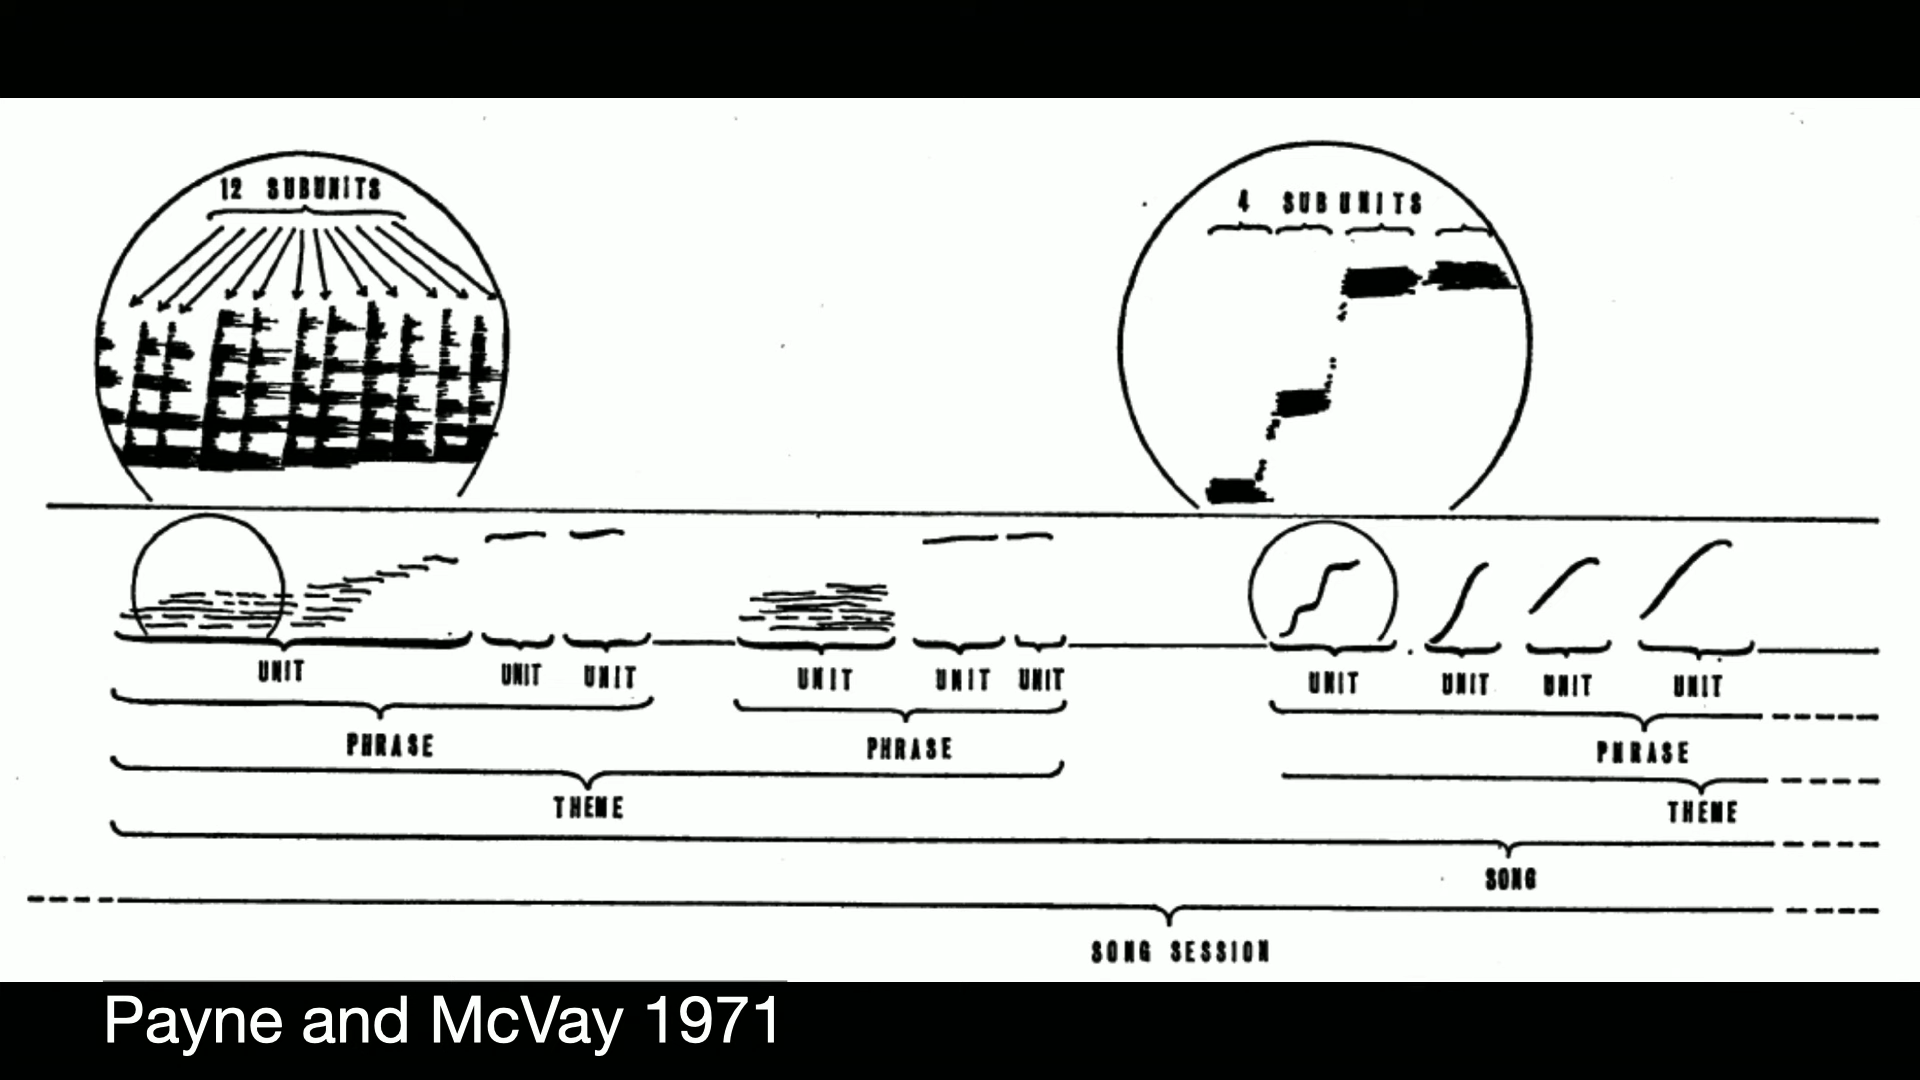 12 SUBUNITS
4 SUBUNITS
UNIT UNIT UNIT UNIT UNIT UNIT UNIT UNIT UNIT UNIT
PHRASE PHRASE PHRASE
THEME THEME
SONG
SONG SESSION
Payne and McVay 1971